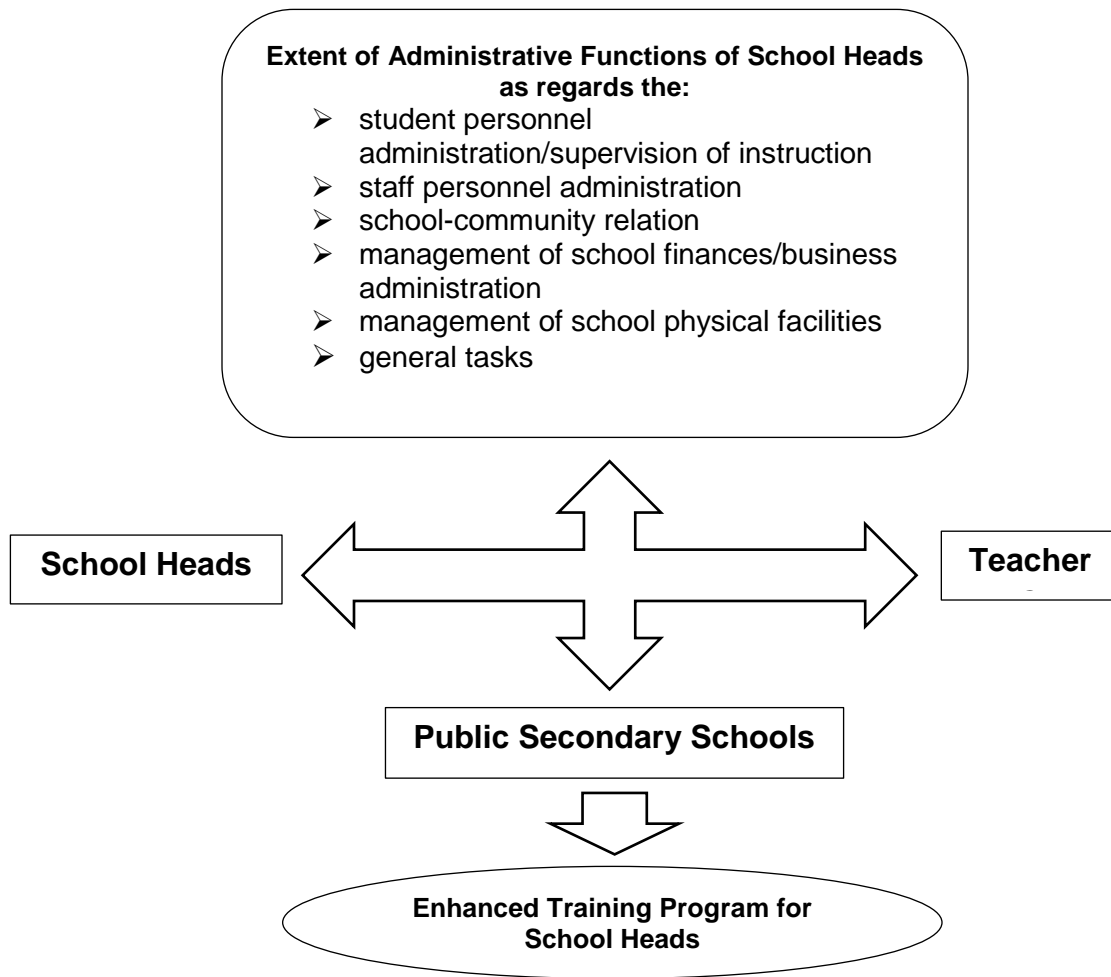 Extent of Administrative Functions of School Heads
as regards the:
➢ student personnel
administration/supervision of instruction
➢ staff personnel administration
➢ school-community relation
➢ management of school finances/business
administration
➢ management of school physical facilities
➢ general tasks
School Heads
Teacher
Public Secondary Schools
Enhanced Training Program for
School Heads